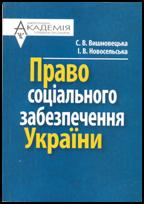 АКАДЕМІЯ
С. В. Вишновецька
І. В. Новосельська
Право
соціального
забезпечення
України